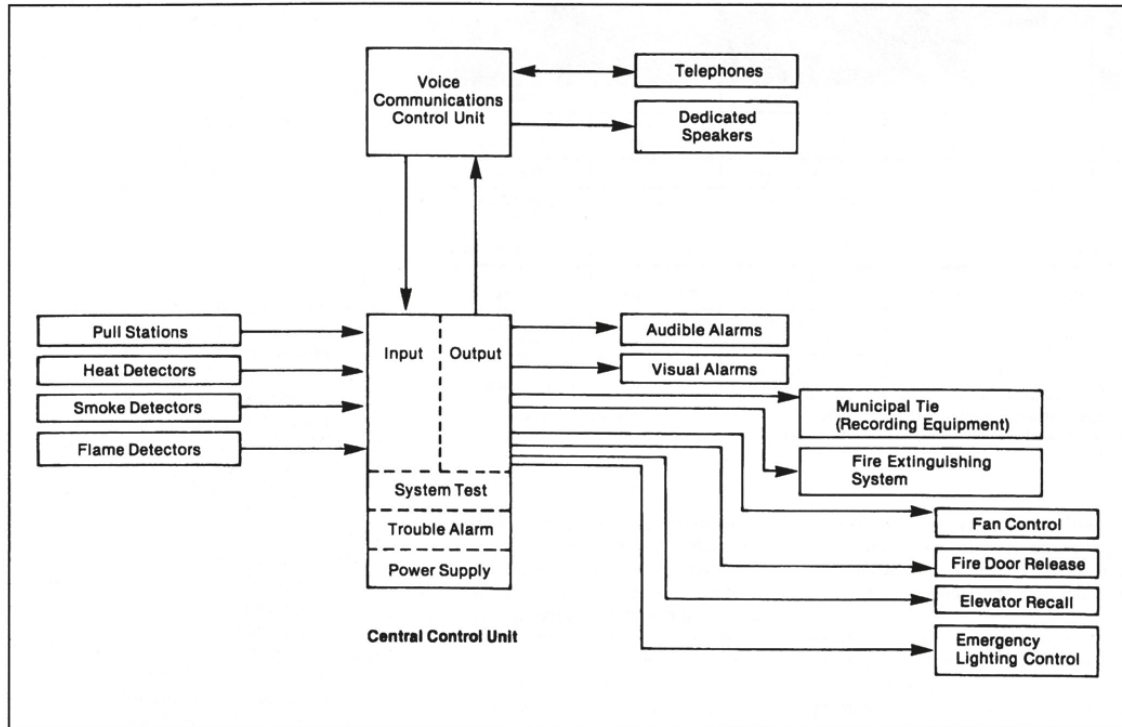 Voice
Communications
Control Unit
Telephones
Dedicated
Speakers
Pull Stations
Heat Detectors
Smoke Detectors
Flame Detectors
Input
Output
System Test
Trouble Alarm
Power Supply
Central Control Unit
Audible Alarms
Visual Alarms
Municipal Tie
(Recording Equipment)
Fire Extinguishing
System
Fan Control
Fire Door Release
Elevator Recall
Emergency
Lighting Control